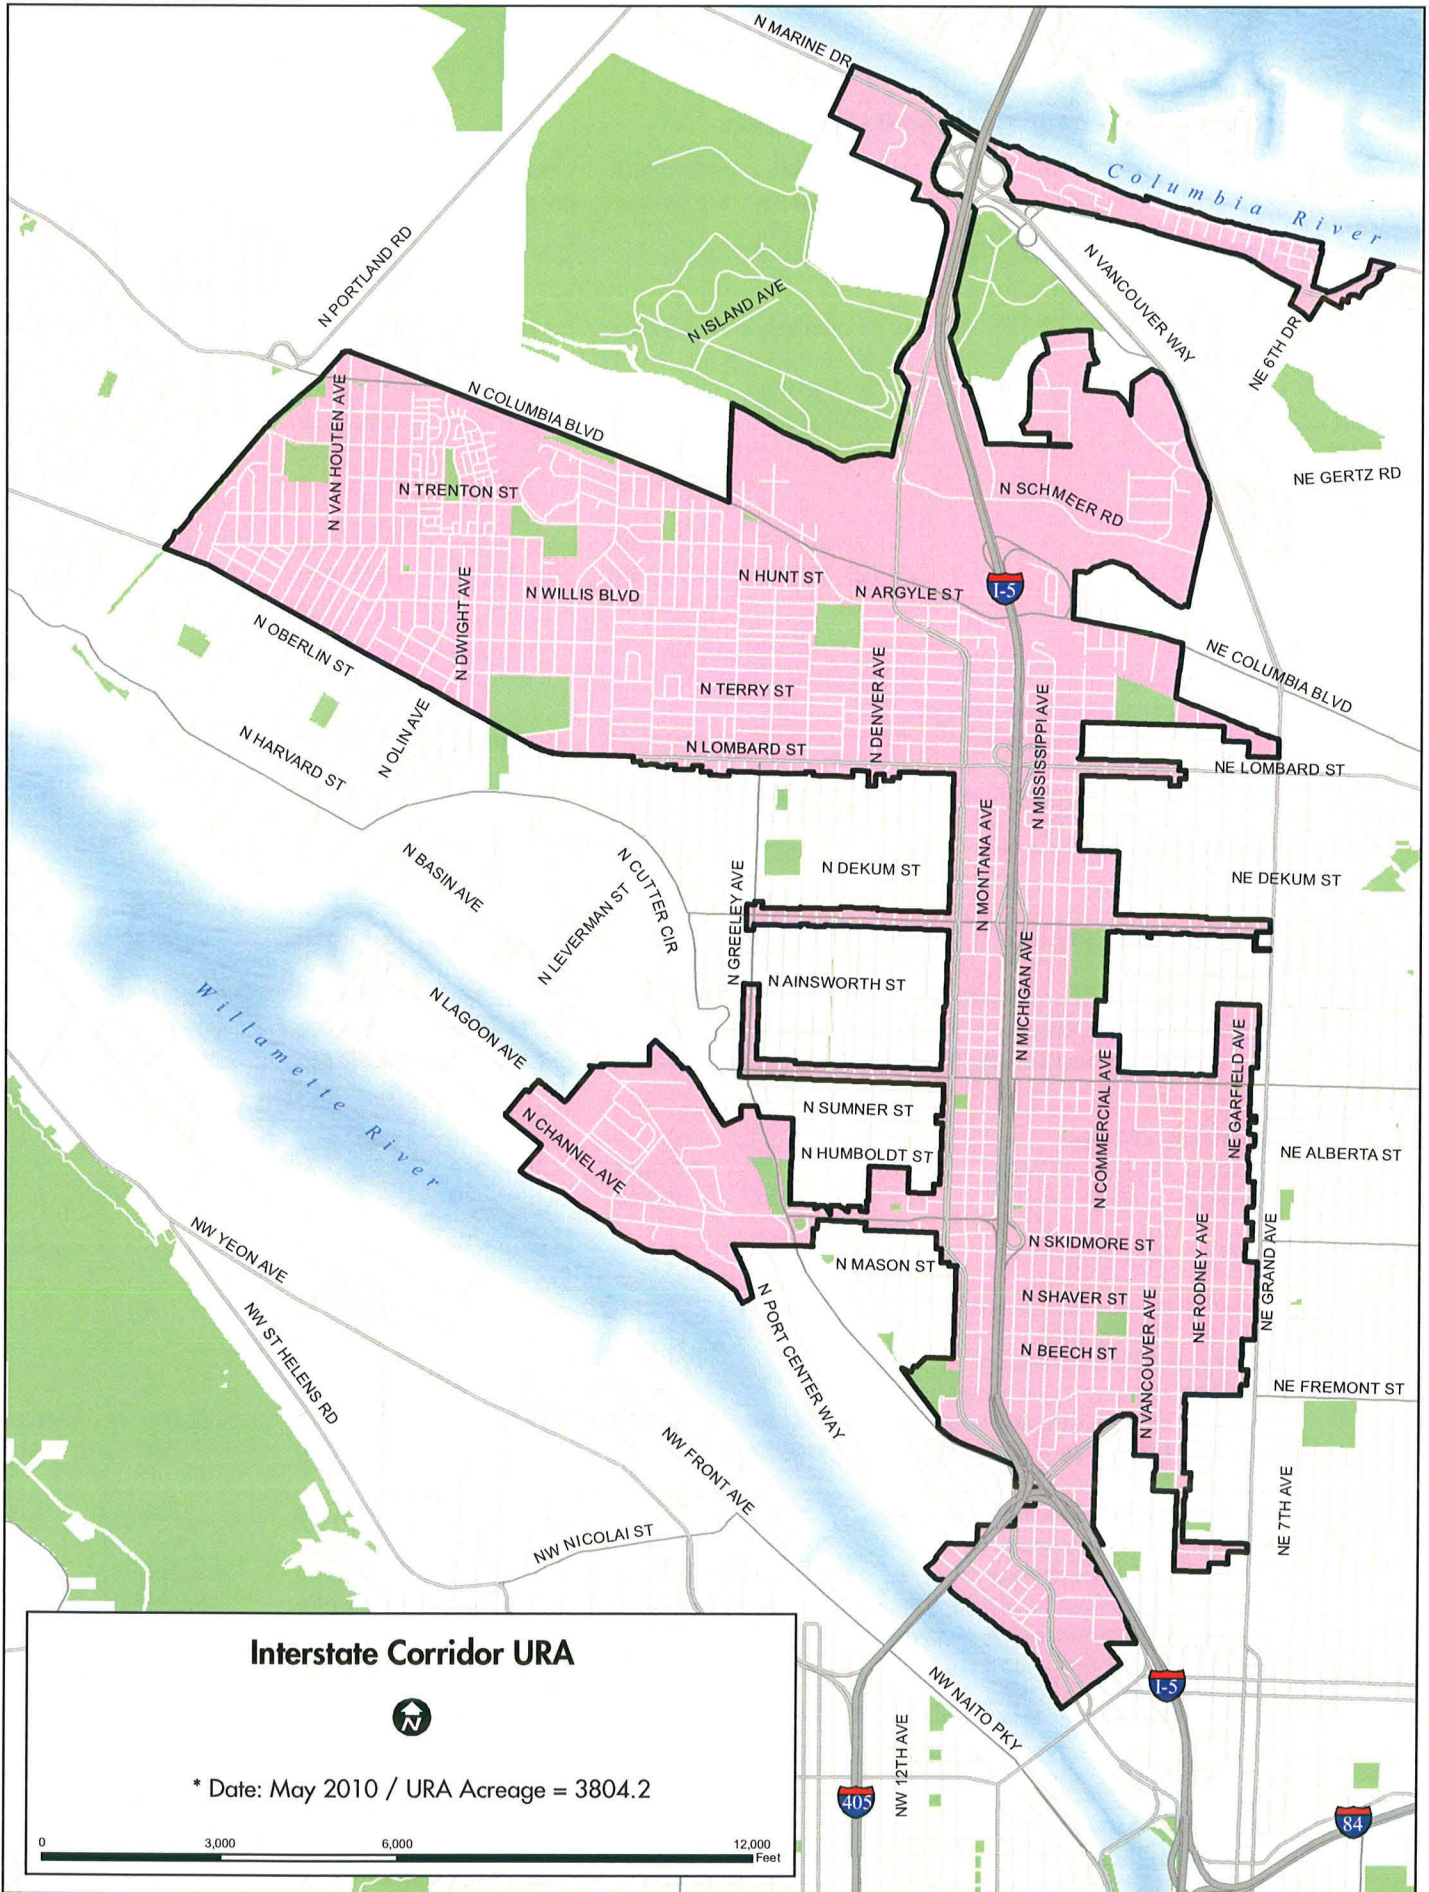 N MARINE DR
Columbia River
N PORTLAND RD
N ISLAND AVE
N VANCOUVER WAY
NE 6TH DR
N COLUMBIA BLVD
N VAN HOUTEN AVE
N TRENTON ST
NE GERTZ RD
N SCHMEER RD
N HUNT ST
N ARGYLE ST
I-5
N WILLIS BLVD
N DWIGHT AVE
N OBERLIN ST
N TERRY ST
N DENVER AVE
N MISSISSIPPI AVE
NE COLUMBIA BLVD
N OLIN AVE
N HARVARD ST
N LOMBARD ST
NE LOMBARD ST
N MONTANA AVE
N BASIN AVE
N CUTTER CIR
N LEVERMAN ST
N GREELEY AVE
N DEKUM ST
NE DEKUM ST
N MICHIGAN AVE
N AINSWORTH ST
Willamette River
N LAGOON AVE
N COMMERCIAL AVE
NE GARFIELD AVE
N SUMNER ST
N CHANNEL AVE
N HUMBOLDT ST
NE ALBERTA ST
NW YEON AVE
N SKIDMORE ST
NE RODNEY AVE
NE GRAND AVE
N MASON ST
N SHAVER ST
N VANCOUVER AVE
NW ST HELENS RD
N PORT CENTER WAY
N BEECH ST
NE FREMONT ST
NW FRONT AVE
NE 7TH AVE
NW NICOLAI ST
I-5
NW NAITO PKY
NW 12TH AVE
405
84
Interstate Corridor URA
N
* Date: May 2010 / URA Acreage = 3804.2
0 3,000 6,000 12,000
Feet